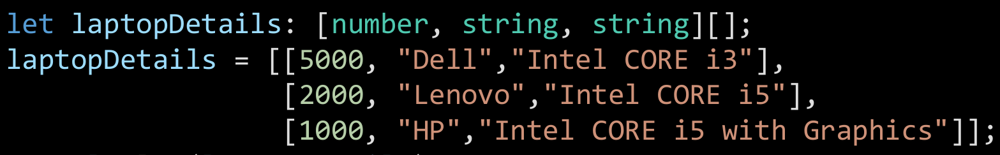 let laptopDetails: [number, string, string][];
laptopDetails = [[5000, "Dell","Intel CORE i3"],
[2000, "Lenovo","Intel CORE i5"],
[1000, "HP","Intel CORE i5 with Graphics"]];